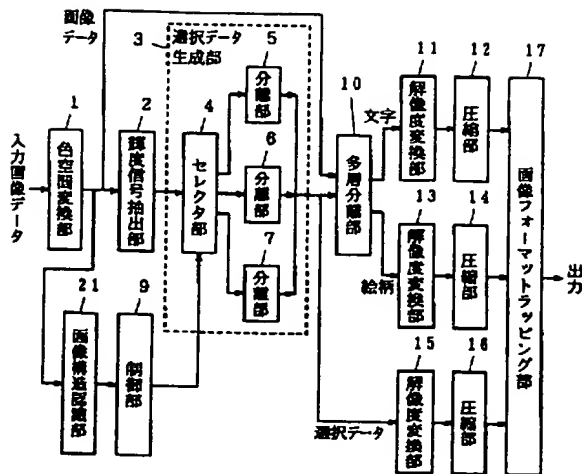 画像
データ
3
選択データ
生成部
5
分離部
11
解像度変換部
12
圧縮部
17
画像フォーマットラッピング部
1
色空間変換部
2
輝度信号抽出部
4
セレクタ部
6
分離部
10
多層分離部
文字
入力画像データ
7
分離部
13
解像度変換部
14
圧縮部
絵柄
出力
21
画像構造認識部
9
制御部
15
解像度変換部
16
圧縮部
選択データ